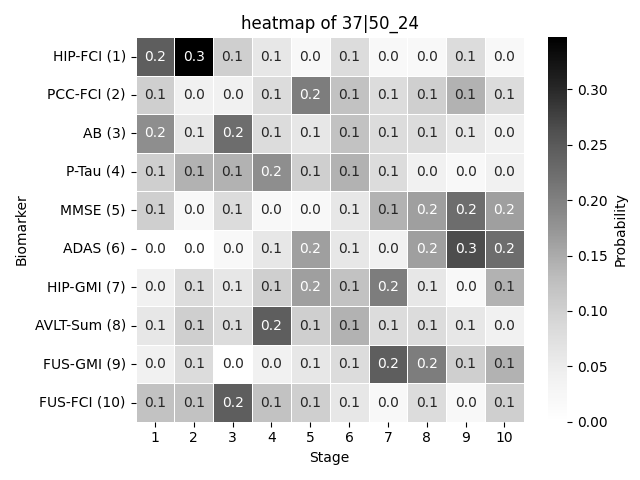 heatmap of 37|50_24
HIP-FCI (1) 0.2 0.3 0.1 0.1 0.0 0.1 0.0 0.0 0.1 0.0
PCC-FCI (2) 0.1 0.0 0.0 0.1 0.2 0.1 0.1 0.1 0.1 0.1
AB (3) 0.2 0.1 0.2 0.1 0.1 0.1 0.1 0.1 0.1 0.0
P-Tau (4) 0.1 0.1 0.1 0.2 0.1 0.1 0.1 0.0 0.0 0.0
MMSE (5) 0.1 0.0 0.1 0.0 0.0 0.1 0.1 0.2 0.2 0.2
ADAS (6) 0.0 0.0 0.0 0.1 0.2 0.1 0.0 0.2 0.3 0.2
HIP-GMI (7) 0.0 0.1 0.1 0.1 0.2 0.1 0.2 0.1 0.0 0.1
AVLT-Sum (8) 0.1 0.1 0.1 0.2 0.1 0.1 0.1 0.1 0.1 0.0
FUS-GMI (9) 0.0 0.1 0.0 0.0 0.1 0.1 0.2 0.2 0.1 0.1
FUS-FCI (10) 0.1 0.1 0.2 0.1 0.1 0.1 0.0 0.1 0.0 0.1
1 2 3 4 5 6 7 8 9 10
Stage
Biomarker
0.30
0.25
0.20
0.15
0.10
0.05
0.00
Probability